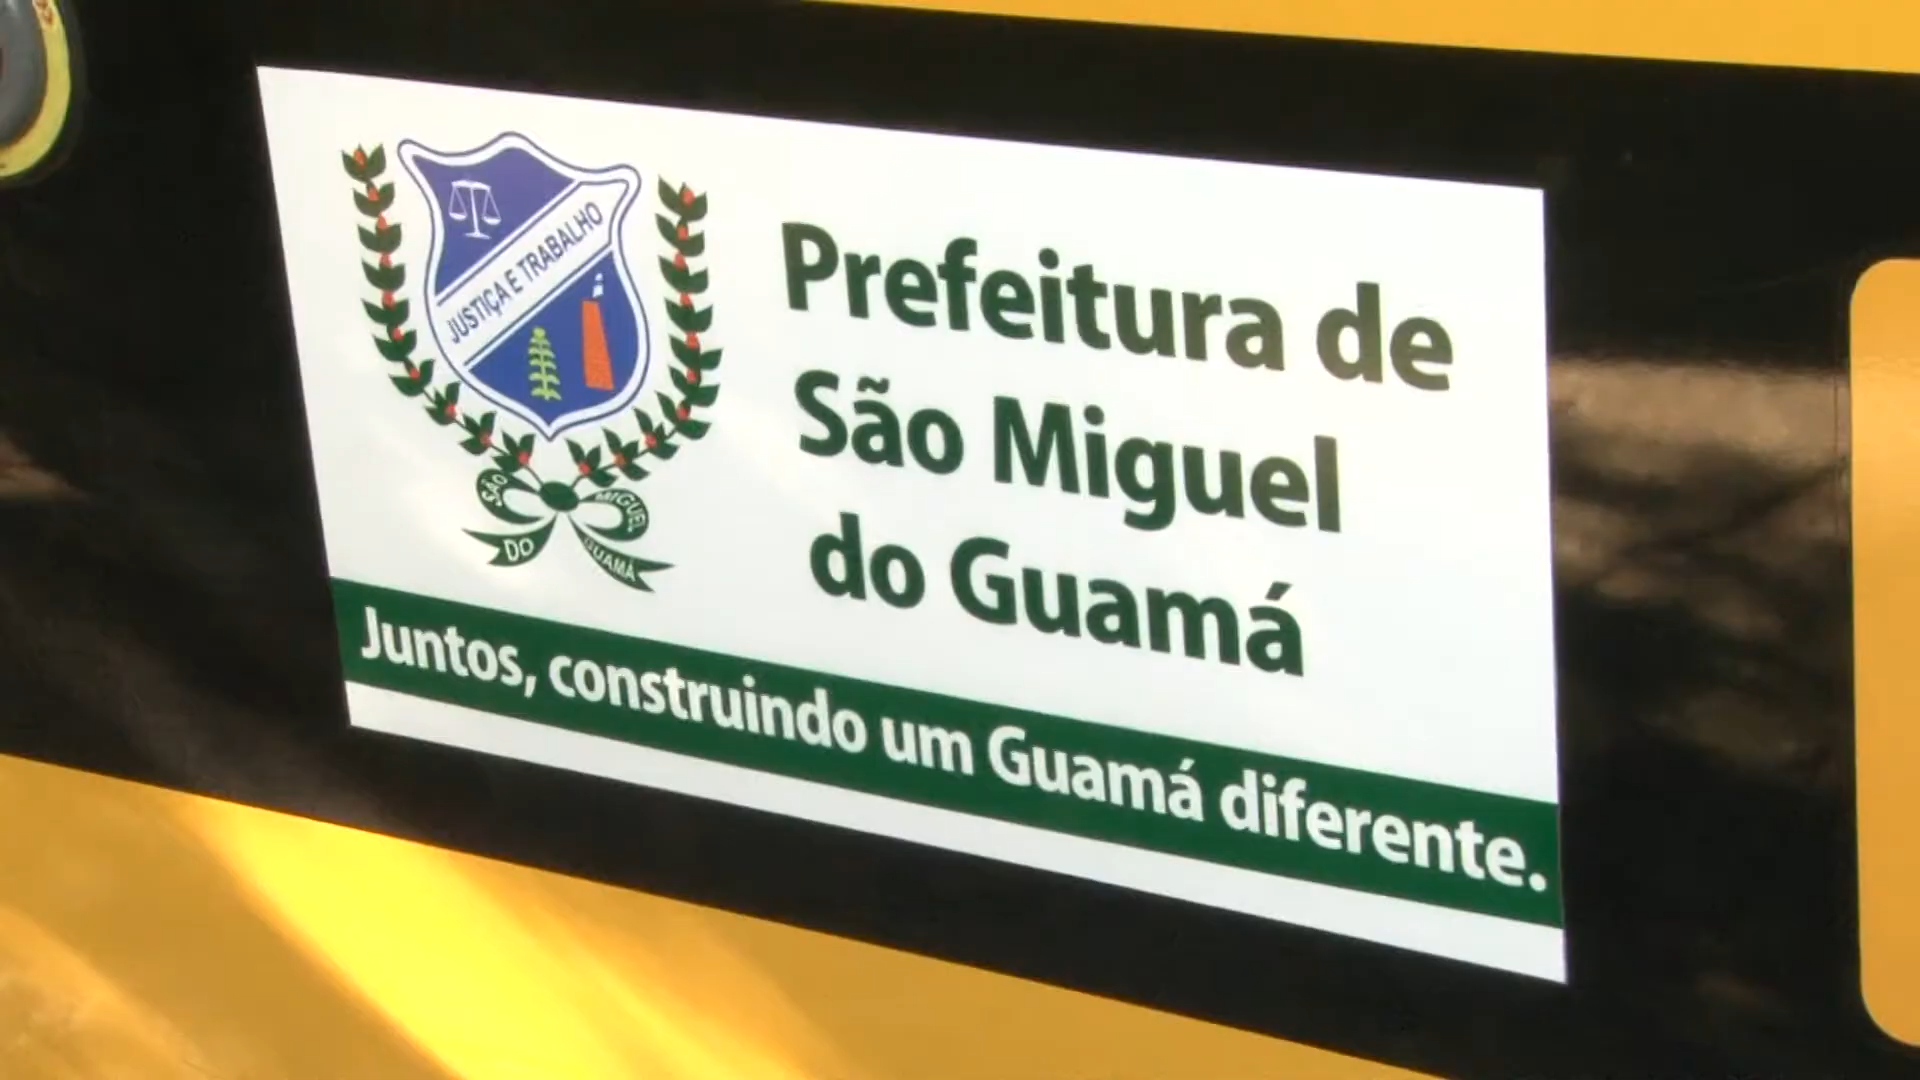 JUSTIÇA E TRABALHO
SÃO MIGUEL
DO GUAMÁ
Prefeitura de
São Miguel
do Guamá
Juntos, construindo um Guamá diferente.